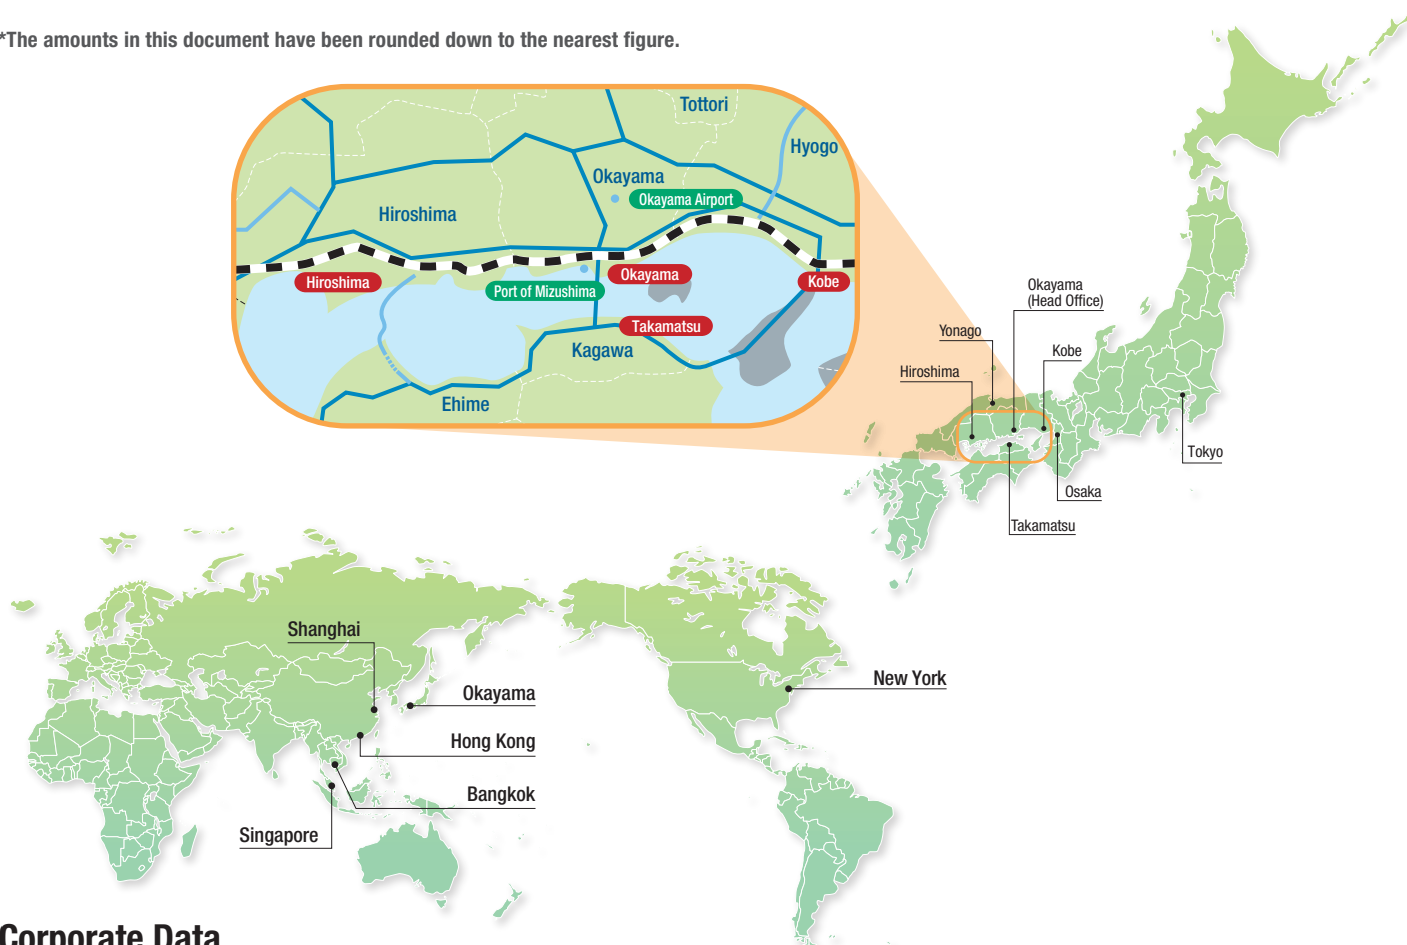 *The amounts in this document have been rounded down to the nearest figure.
Tottori
Hyogo
Okayama
Okayama Airport
Hiroshima
Hiroshima
Okayama
Kobe
Port of Mizushima
Takamatsu
Kagawa
Ehime
Okayama
(Head Office)
Yonago
Kobe
Hiroshima
Tokyo
Osaka
Takamatsu
Shanghai
Okayama
New York
Hong Kong
Bangkok
Singapore
Corporate Data